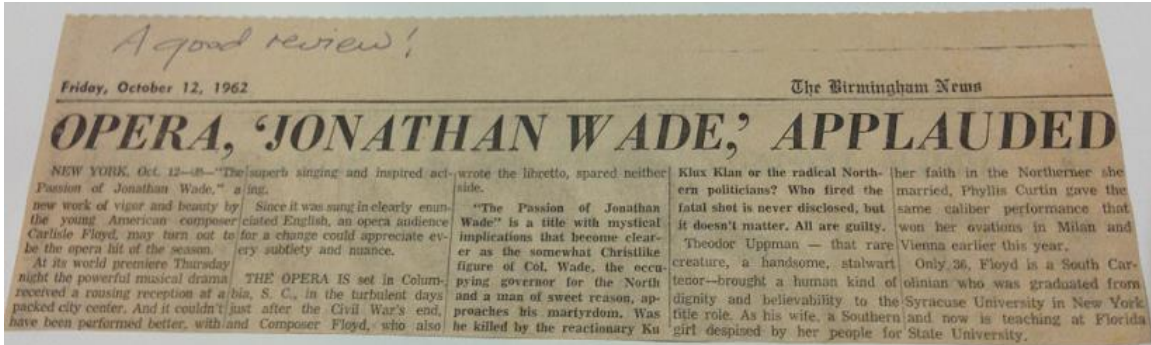 A good review!
Friday, October 12, 1962
The Birmingham News
OPERA, 'JONATHAN WADE,' APPLAUDED
NEW YORK, Oct. 12—(AP)—"The
Passion of Jonathan Wade," a
new work of vigor and beauty by
the young American composer
Carlisle Floyd, may turn out to
be the opera hit of the season.
At its world premiere Thursday
night the powerful musical drama
received a rousing reception at a
packed city center. And it couldn't
have been performed better, with
superb singing and inspired act-
ing.
Since it was sung in clearly enun-
ciated English, an opera audience
for a change could appreciate ev-
ery subtlety and nuance.
THE OPERA IS set in Colum-
bia, S. C., in the turbulent days
just after the Civil War's end,
and Composer Floyd, who also
wrote the libretto, spared neither
side.
"The Passion of Jonathan
Wade" is a title with mystical
implications that become clear-
er as the somewhat Christlike
figure of Col. Wade, the occu-
pying governor for the North
and a man of sweet reason, ap-
proaches his martyrdom. Was
he killed by the reactionary Ku
Klux Klan or the radical North-
ern politicians? Who fired the
fatal shot is never disclosed, but
it doesn't matter. All are guilty.
Theodor Uppman — that rare
creature, a handsome, stalwart
tenor—brought a human kind of
dignity and believability to the
title role. As his wife, a Southern
girl despised by her people for
her faith in the Northerner she
married, Phyllis Curtin gave the
same caliber performance that
won her ovations in Milan and
Vienna earlier this year.
Only 36, Floyd is a South Car-
olinian who was graduated from
Syracuse University in New York
and now is teaching at Florida
State University.